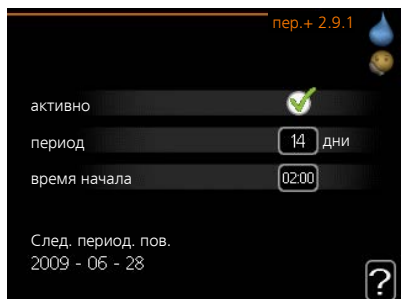 пер.+ 2.9.1
активно
период 14 дни
время начала 02:00
След. период. пов.
2009 - 06 - 28
?